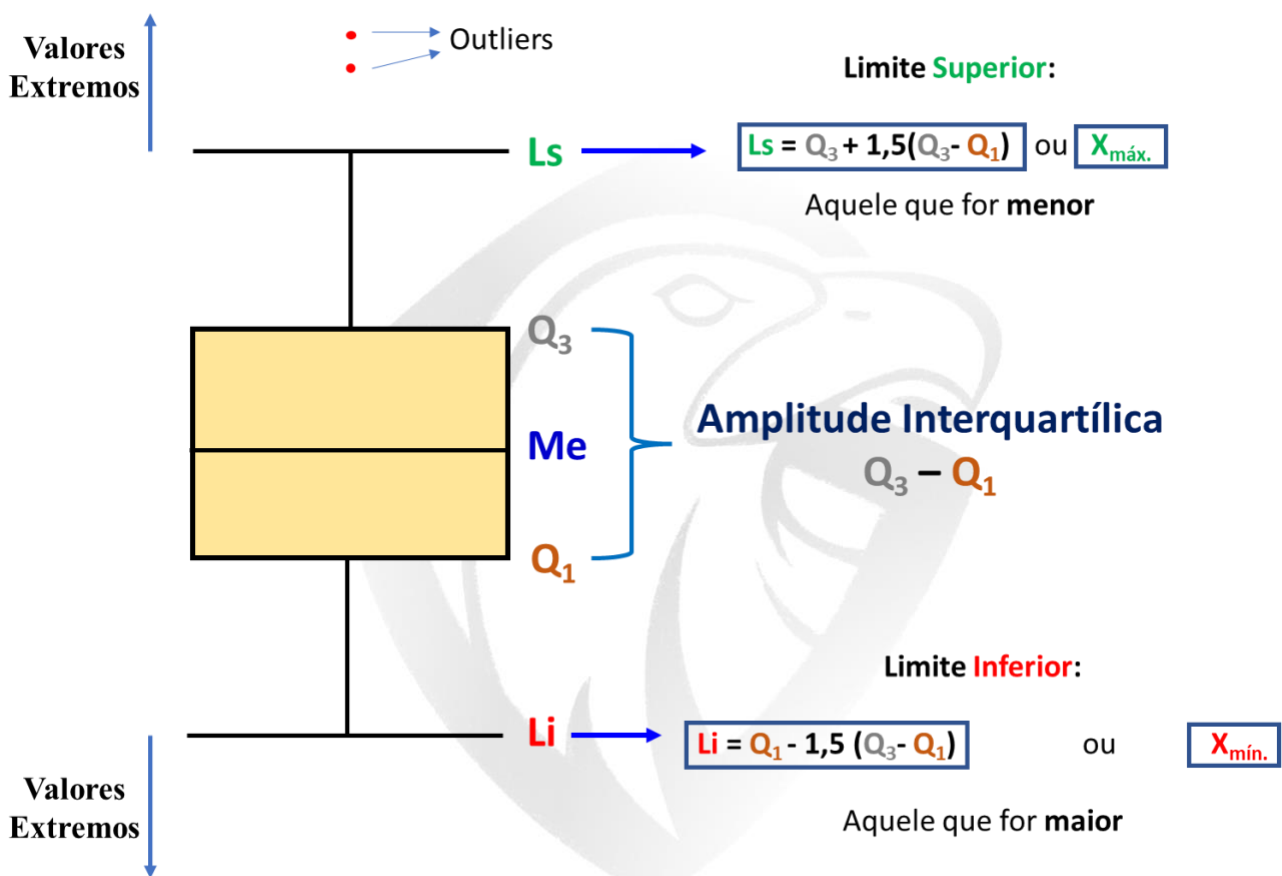 Valores
Extremos
Outliers
Limite Superior:
Ls
Ls = Q₃ + 1,5(Q₃- Q₁) ou Xmáx.
Aquele que for menor
Q₃
Me
Amplitude Interquartílica
Q₃ – Q₁
Q₁
Limite Inferior:
Li
Li = Q₁ - 1,5 (Q₃- Q₁) ou Xmín.
Valores
Extremos
Aquele que for maior